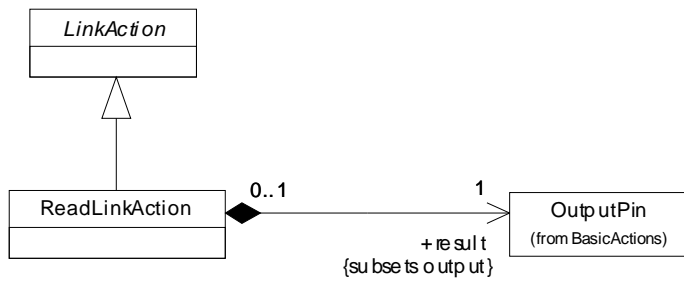 LinkAction
ReadLinkAction
0..1
1
OutputPin
(from BasicActions)
+result
{subsets output}